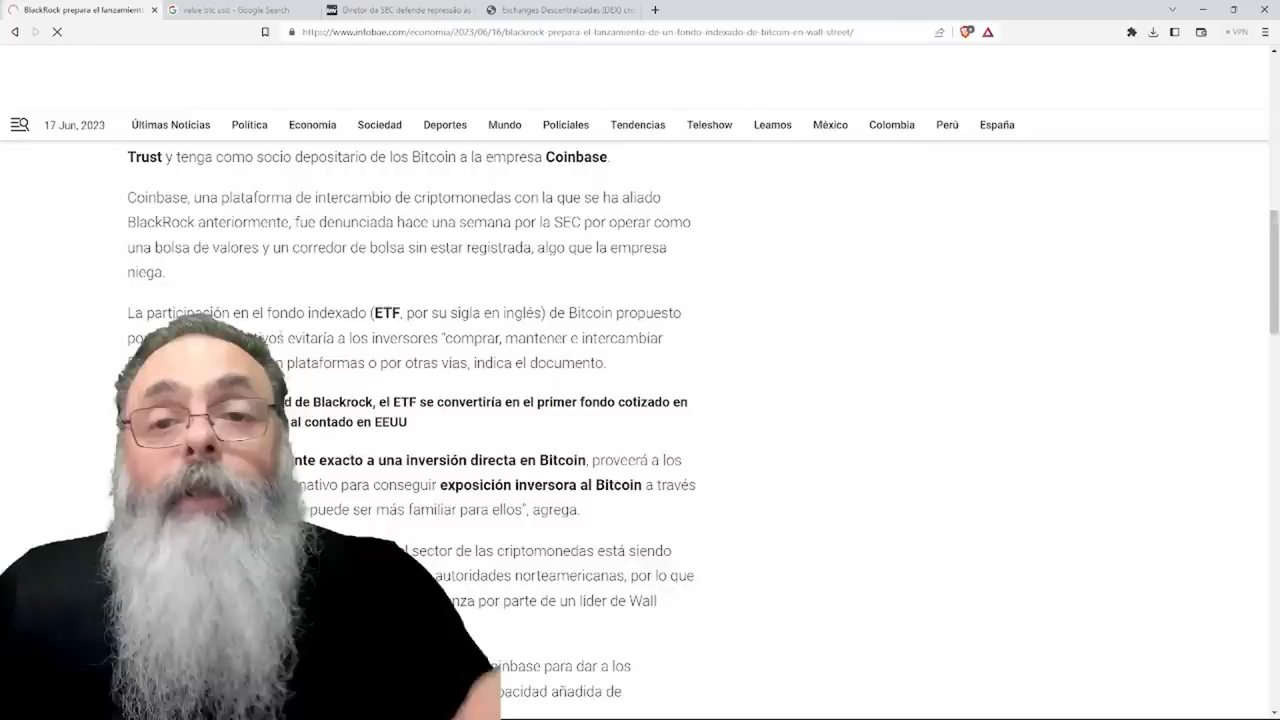 BlackRock prepara el lanzamient
value btc usd - Google Search
Diretor da SEC defende repressão às
Exchanges Descentralizadas (DEX) cre
https://www.infobae.com/economia/2023/06/16/blackrock-prepara-el-lanzamiento-de-un-fondo-indexado-de-bitcoin-en-wall-street/
VPN
17 Jun, 2023 Últimas Noticias Política Economía Sociedad Deportes Mundo Policiales Tendencias Teleshow Leamos México Colombia Perú España
Trust y tenga como socio depositario de los Bitcoin a la empresa Coinbase.
Coinbase, una plataforma de intercambio de criptomonedas con la que se ha aliado
BlackRock anteriormente, fue denunciada hace una semana por la SEC por operar como
una bolsa de valores y un corredor de bolsa sin estar registrada, algo que la empresa
niega.
La participación en el fondo indexado (ETF, por su sigla en inglés) de Bitcoin propuesto
evitaría a los inversores “comprar, mantener e intercambiar
plataformas o por otras vías, indica el documento.
d de Blackrock, el ETF se convertiría en el primer fondo cotizado en
al contado en EEUU
nte exacto a una inversión directa en Bitcoin, proveerá a los
nativo para conseguir exposición inversora al Bitcoin a través
puede ser más familiar para ellos”, agrega.
l sector de las criptomonedas está siendo
autoridades norteamericanas, por lo que
nza por parte de un líder de Wall
inbase para dar a los
pacidad añadida de